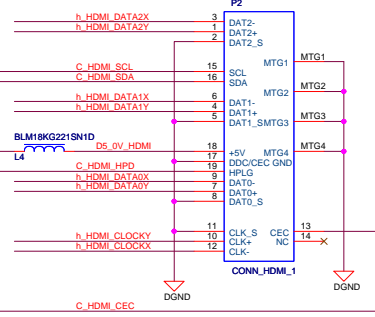 P2
h_HDMI_DATA2X 3 DAT2-
h_HDMI_DATA2Y 1 DAT2+
2 DAT2_S
MTG1 MTG1
C_HDMI_SCL 15 SCL
C_HDMI_SDA 16 SDA
MTG2 MTG2
h_HDMI_DATA1X 6 DAT1-
h_HDMI_DATA1Y 4 DAT1+
5 DAT1_S MTG3 MTG3
BLM18KG221SN1D
L4
D5_0V_HDMI 18 +5V MTG4 MTG4
17 DDC/CEC GND
C_HDMI_HPD 19 HPLG
h_HDMI_DATA0X 9 DAT0-
h_HDMI_DATA0Y 7 DAT0+
8 DAT0_S
11 CLK_S CEC 13
h_HDMI_CLOCKY 10 CLK+ NC 14
h_HDMI_CLOCKX 12 CLK-
CONN_HDMI_1
DGND
DGND
C_HDMI_CEC